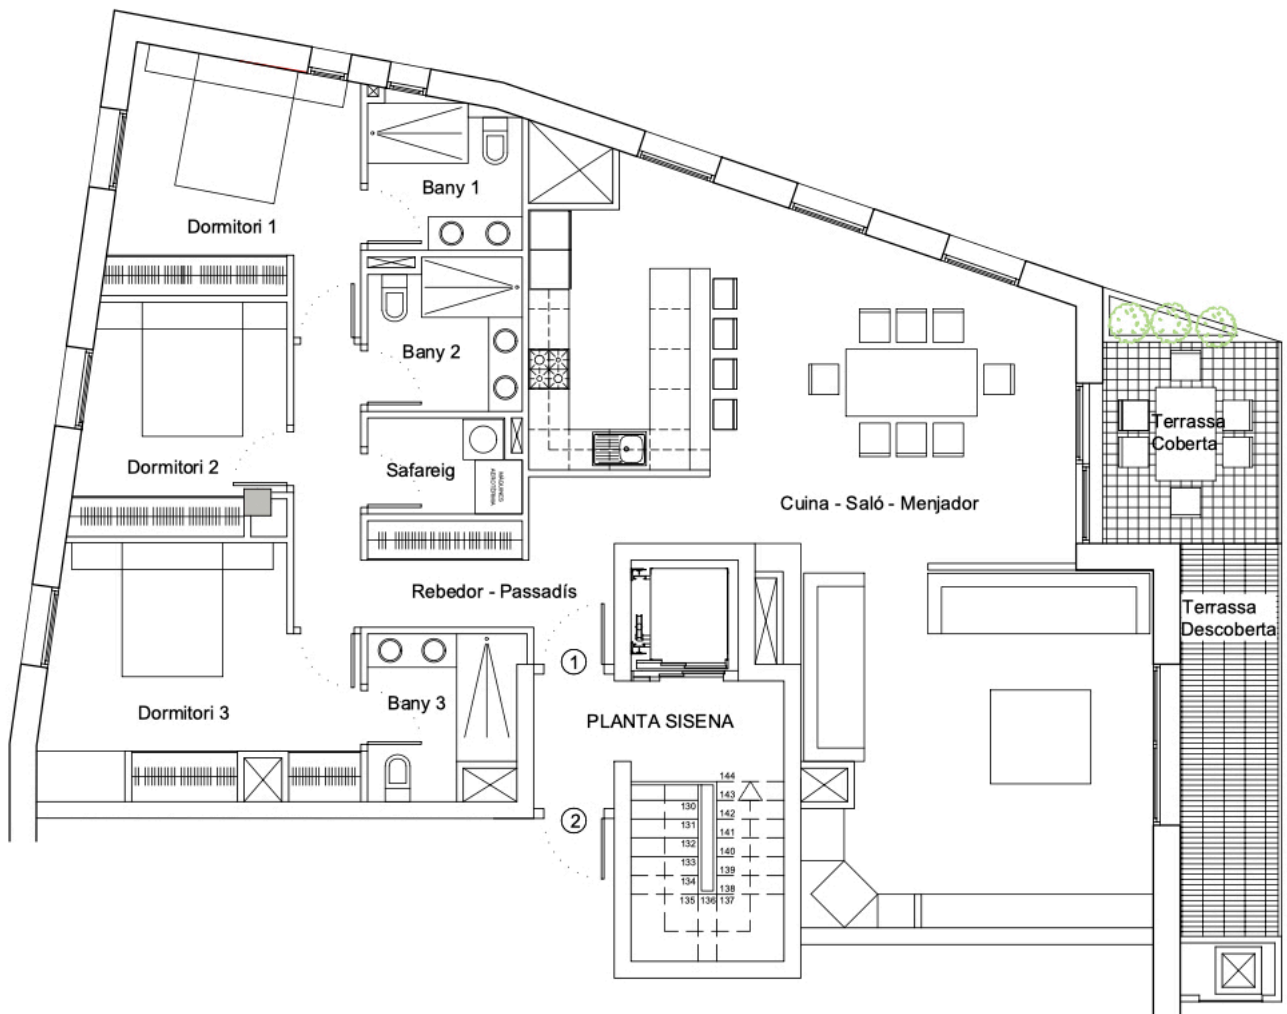 Bany 1
Dormitori 1
Bany 2
Terrassa
Coberta
Dormitori 2
Safareig
MÀQUINES
AEROTÈRMIA
Cuina - Saló - Menjador
Rebedor - Passadís
Terrassa
Descoberta
1
Bany 3
Dormitori 3
PLANTA SISENA
144
143
130
142
131
141
132
140
133
139
134
138
135 136 137
2